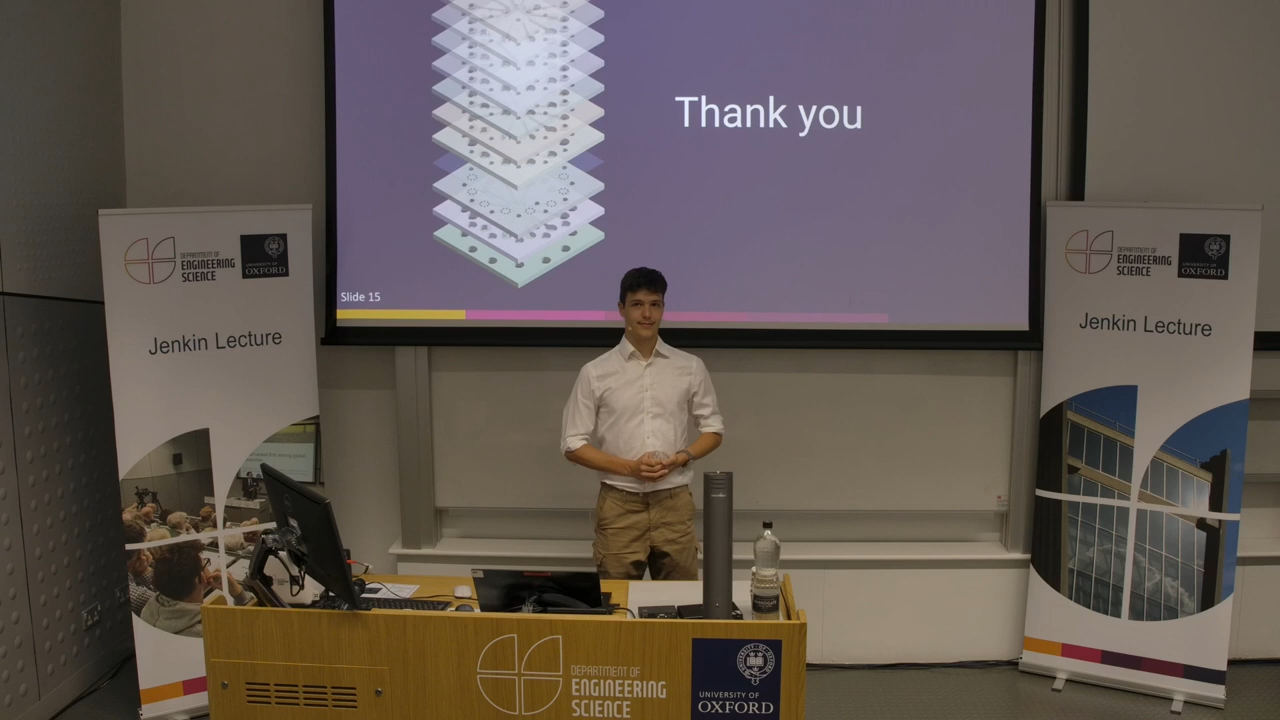 Thank you
Slide 15
DEPARTMENT OF
ENGINEERING
SCIENCE
UNIVERSITY OF
OXFORD
Jenkin Lecture
DEPARTMENT OF
ENGINEERING
SCIENCE
UNIVERSITY OF
OXFORD
Jenkin Lecture
DEPARTMENT OF
ENGINEERING
SCIENCE
UNIVERSITY OF
OXFORD